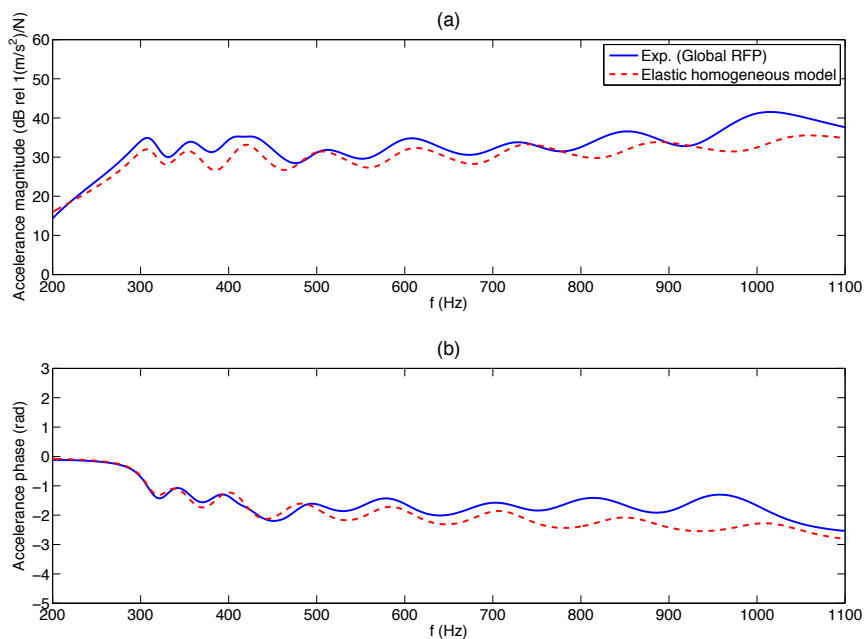 (a)
Accelerance magnitude (dB rel 1(m/s²)/N)
60
50
40
30
20
10
0
Exp. (Global RFP)
Elastic homogeneous model
200 300 400 500 600 700 800 900 1000 1100
f (Hz)
(b)
Accelerance phase (rad)
3
2
1
0
−1
−2
−3
−4
−5
200 300 400 500 600 700 800 900 1000 1100
f (Hz)